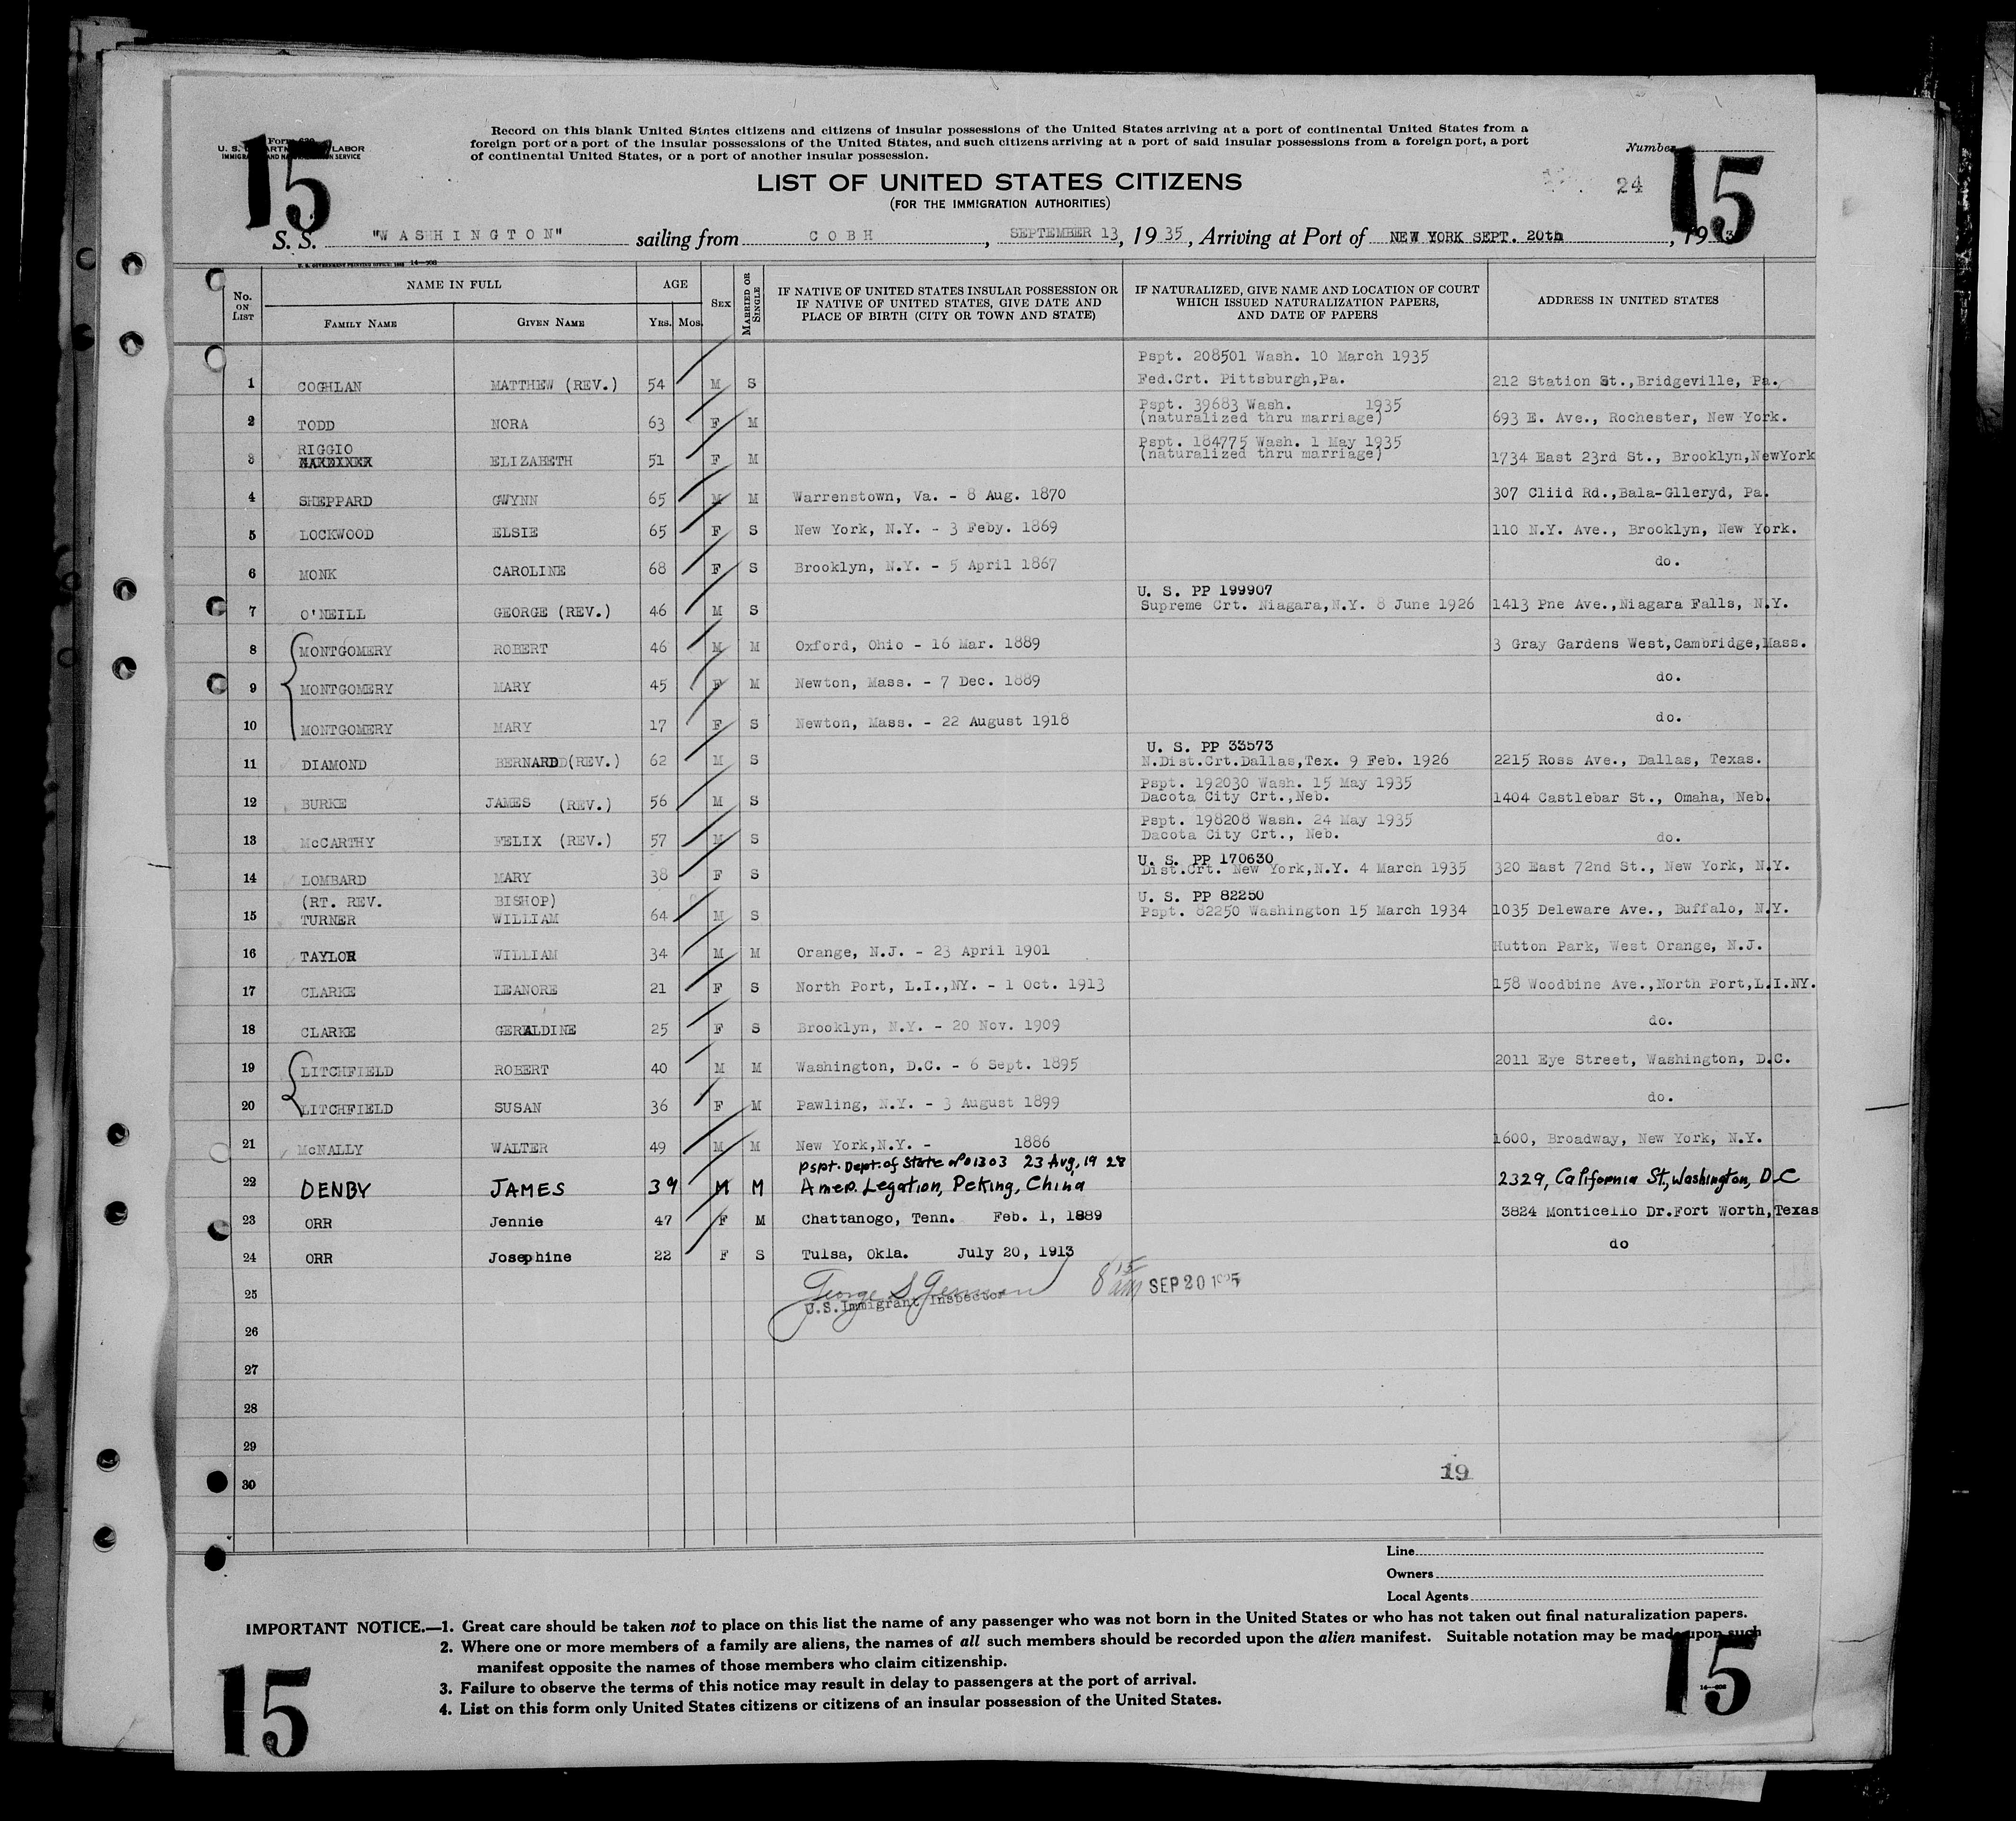 15
Form 630
U. S. DEPARTMENT OF LABOR
IMMIGRATION AND NATURALIZATION SERVICE
Record on this blank United States citizens and citizens of insular possessions of the United States arriving at a port of continental United States from a
foreign port or a port of the insular possessions of the United States, and such citizens arriving at a port of said insular possessions from a foreign port, a port
of continental United States, or a port of another insular possession.
Number
15
24
LIST OF UNITED STATES CITIZENS
(FOR THE IMMIGRATION AUTHORITIES)
S. S. "WASHINGTON" sailing from COBH, SEPTEMBER 13, 1935, Arriving at Port of NEW YORK SEPT. 20th, 193
U. S. GOVERNMENT PRINTING OFFICE: 14—908
No. ON LIST NAME IN FULL AGE SEX MARRIED OR SINGLE IF NATIVE OF UNITED STATES INSULAR POSSESSION OR IF NATIVE OF UNITED STATES, GIVE DATE AND PLACE OF BIRTH (CITY OR TOWN AND STATE) IF NATURALIZED, GIVE NAME AND LOCATION OF COURT WHICH ISSUED NATURALIZATION PAPERS, AND DATE OF PAPERS ADDRESS IN UNITED STATES
FAMILY NAME GIVEN NAME YRS. MOS.
Pspt. 208501 Wash. 10 March 1935
1 COGHLAN MATTHEW (REV.) 54 M S Fed.Crt. Pittsburgh,Pa. 212 Station St.,Bridgeville, Pa.
Pspt. 39683 Wash. 1935
2 TODD NORA 63 F M (naturalized thru marriage) 693 E. Ave., Rochester, New York.
RIGGIO Pspt. 184775 Wash. 1 May 1935
3 ELIZABETH 51 F M (naturalized thru marriage) 1734 East 23rd St., Brooklyn,NewYork
4 SHEPPARD GWYNN 65 M M Warrenstown, Va. - 8 Aug. 1870 307 Cliid Rd.,Bala-Glleryd, Pa.
5 LOCKWOOD ELSIE 65 F S New York, N.Y. - 3 Feby. 1869 110 N.Y. Ave., Brooklyn, New York.
6 MONK CAROLINE 68 F S Brooklyn, N.Y. - 5 April 1867 do.
U. S. PP 199907
7 O'NEILL GEORGE (REV.) 46 M S Supreme Crt. Niagara,N.Y. 8 June 1926 1413 Pne Ave.,Niagara Falls, N.Y.
8 MONTGOMERY ROBERT 46 M M Oxford, Ohio - 16 Mar. 1889 3 Gray Gardens West,Cambridge,Mass.
9 MONTGOMERY MARY 45 F M Newton, Mass. - 7 Dec. 1889 do.
10 MONTGOMERY MARY 17 F S Newton, Mass. - 22 August 1918 do.
U. S. PP 33573
11 DIAMOND BERNARDD(REV.) 62 M S N.Dist.Crt.Dallas,Tex. 9 Feb. 1926 2215 Ross Ave., Dallas, Texas.
Pspt. 192030 Wash. 15 May 1935
12 BURKE JAMES (REV.) 56 M S Dacota City Crt.,Neb. 1404 Castlebar St., Omaha, Neb.
Pspt. 198208 Wash. 24 May 1935
13 McCARTHY FELIX (REV.) 57 M S Dacota City Crt., Neb. do.
U. S. PP 170630
14 LOMBARD MARY 38 F S Dist.Crt. New York,N.Y. 4 March 1935 320 East 72nd St., New York, N.Y.
(RT. REV. BISHOP) U. S. PP 82250
15 TURNER WILLIAM 64 M S Pspt. 82250 Washington 15 March 1934 1035 Deleware Ave., Buffalo, N.Y.
16 TAYLOR WILLIAM 34 M M Orange, N.J. - 23 April 1901 Hutton Park, West Orange, N.J.
17 CLARKE LEANORE 21 F S North Port, L.I.,NY. - 1 Oct. 1913 158 Woodbine Ave.,North Port,L.I.NY.
18 CLARKE GERALDINE 25 F S Brooklyn, N.Y. - 20 Nov. 1909 do.
19 LITCHFIELD ROBERT 40 M M Washington, D.C. - 6 Sept. 1895 2011 Eye Street, Washington, D.C.
20 LITCHFIELD SUSAN 36 F M Pawling, N.Y. - 3 August 1899 do.
21 McNALLY WALTER 49 M M New York,N.Y. - 1886 1600, Broadway, New York, N.Y.
pspt. Dept. of State no 1303 23 Aug, 1928
22 DENBY JAMES 39 M M Amer. Legation, Peking, China 2329, California St., Washington, D.C
23 ORR Jennie 47 F M Chattanogo, Tenn. Feb. 1, 1889 3824 Monticello Dr.Fort Worth,Texas
24 ORR Josephine 22 F S Tulsa, Okla. July 20, 1913 do
25 George S 8 15 am SEP 20 1935
U.S.Immigrant Inspector
26
27
28
29
19
30
Line
Owners
Local Agents
IMPORTANT NOTICE.—1. Great care should be taken not to place on this list the name of any passenger who was not born in the United States or who has not taken out final naturalization papers.
2. Where one or more members of a family are aliens, the names of all such members should be recorded upon the alien manifest. Suitable notation may be made upon such
manifest opposite the names of those members who claim citizenship.
3. Failure to observe the terms of this notice may result in delay to passengers at the port of arrival.
4. List on this form only United States citizens or citizens of an insular possession of the United States.
15
15
14—908